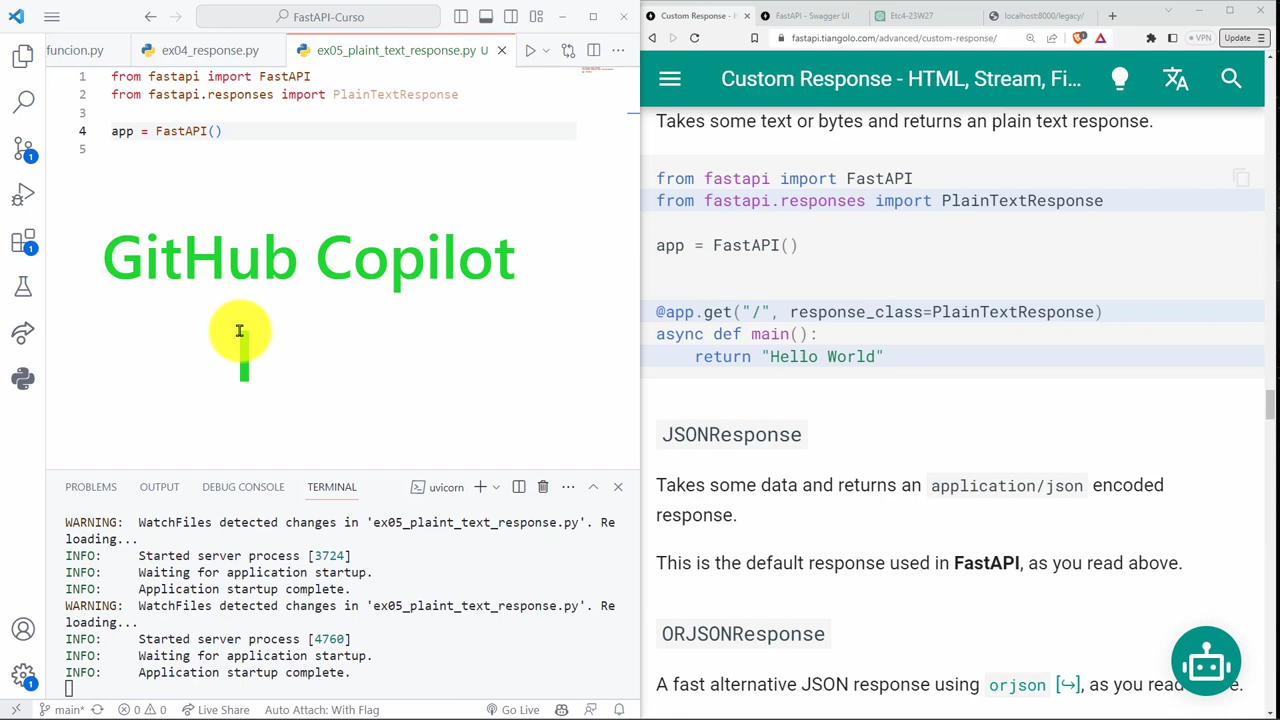 FastAPI-Curso
funcion.py
ex04_response.py
ex05_plaint_text_response.py U
1 from fastapi import FastAPI
2 from fastapi.responses import PlainTextResponse
3
4 app = FastAPI()
5
GitHub Copilot
PROBLEMS OUTPUT DEBUG CONSOLE TERMINAL uvicorn
WARNING: WatchFiles detected changes in 'ex05_plaint_text_response.py'. Re
loading...
INFO: Started server process [3724]
INFO: Waiting for application startup.
INFO: Application startup complete.
WARNING: WatchFiles detected changes in 'ex05_plaint_text_response.py'. Re
loading...
INFO: Started server process [4760]
INFO: Waiting for application startup.
INFO: Application startup complete.
1
1
1
main* 0 0 Live Share Auto Attach: With Flag Go Live
Custom Response - H
FastAPI - Swagger UI
Etc4-23W27
localhost:8000/legacy/
fastapi.tiangolo.com/advanced/custom-response/
VPN
Update
Custom Response - HTML, Stream, Fi...
Takes some text or bytes and returns an plain text response.
from fastapi import FastAPI
from fastapi.responses import PlainTextResponse
app = FastAPI()
@app.get("/", response_class=PlainTextResponse)
async def main():
return "Hello World"
JSONResponse
Takes some data and returns an application/json encoded
response.
This is the default response used in FastAPI, as you read above.
ORJSONResponse
A fast alternative JSON response using orjson [↪], as you read